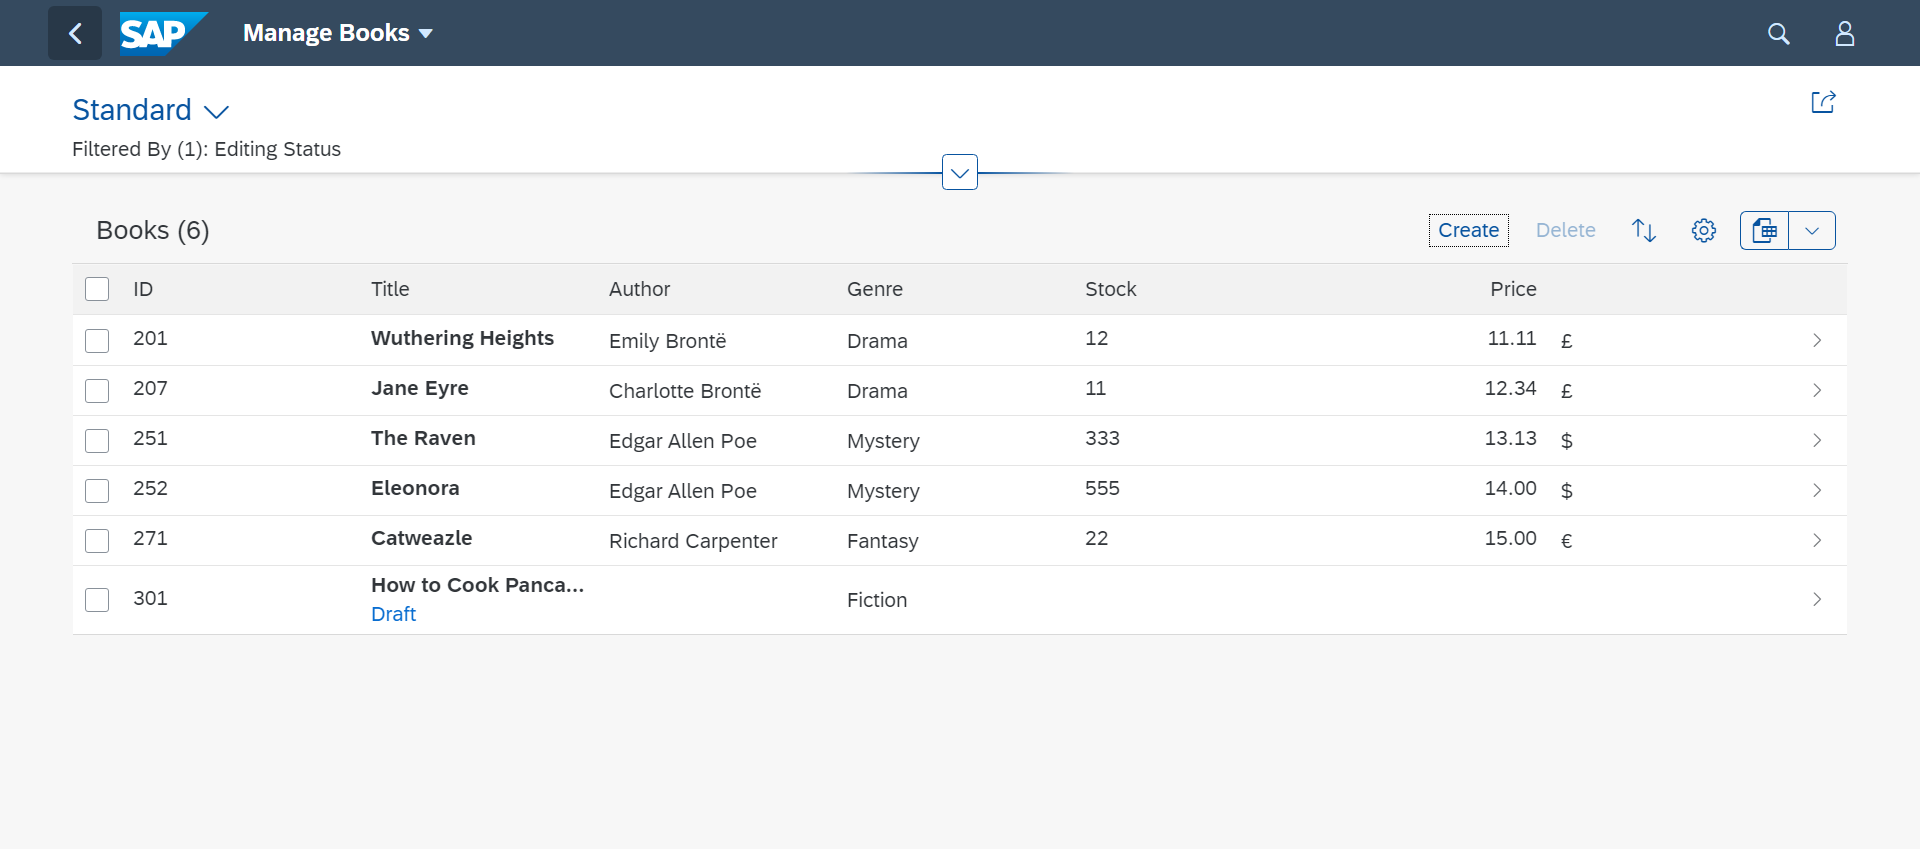 SAP Manage Books
Standard
Filtered By (1): Editing Status
Books (6) Create Delete
ID Title Author Genre Stock Price
201 Wuthering Heights Emily Brontë Drama 12 11.11 £
207 Jane Eyre Charlotte Brontë Drama 11 12.34 £
251 The Raven Edgar Allen Poe Mystery 333 13.13 $
252 Eleonora Edgar Allen Poe Mystery 555 14.00 $
271 Catweazle Richard Carpenter Fantasy 22 15.00 €
301 How to Cook Panca... Fiction
Draft